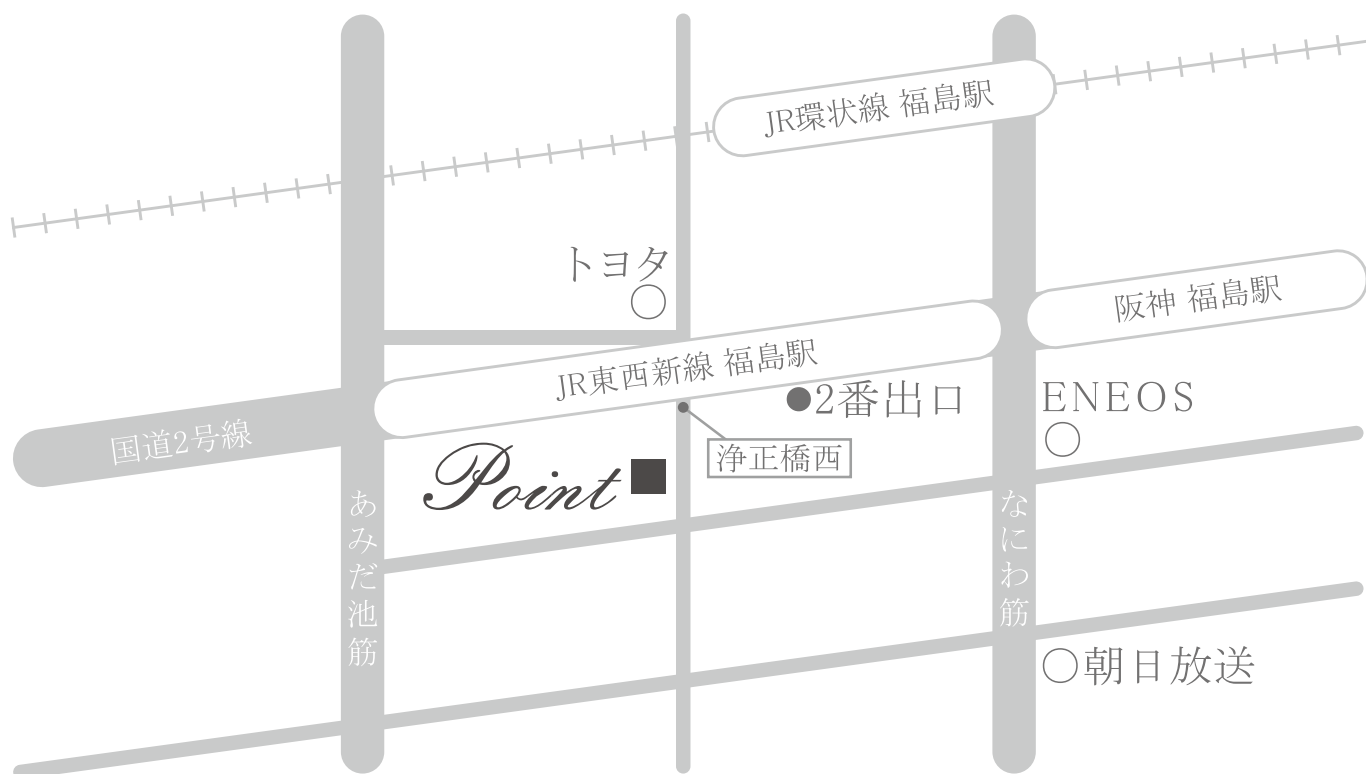 JR環状線 福島駅
トヨタ
阪神 福島駅
JR東西新線 福島駅
2番出口
ENEOS
国道2号線
浄正橋西
Point
あみだ池筋
なにわ筋
朝日放送